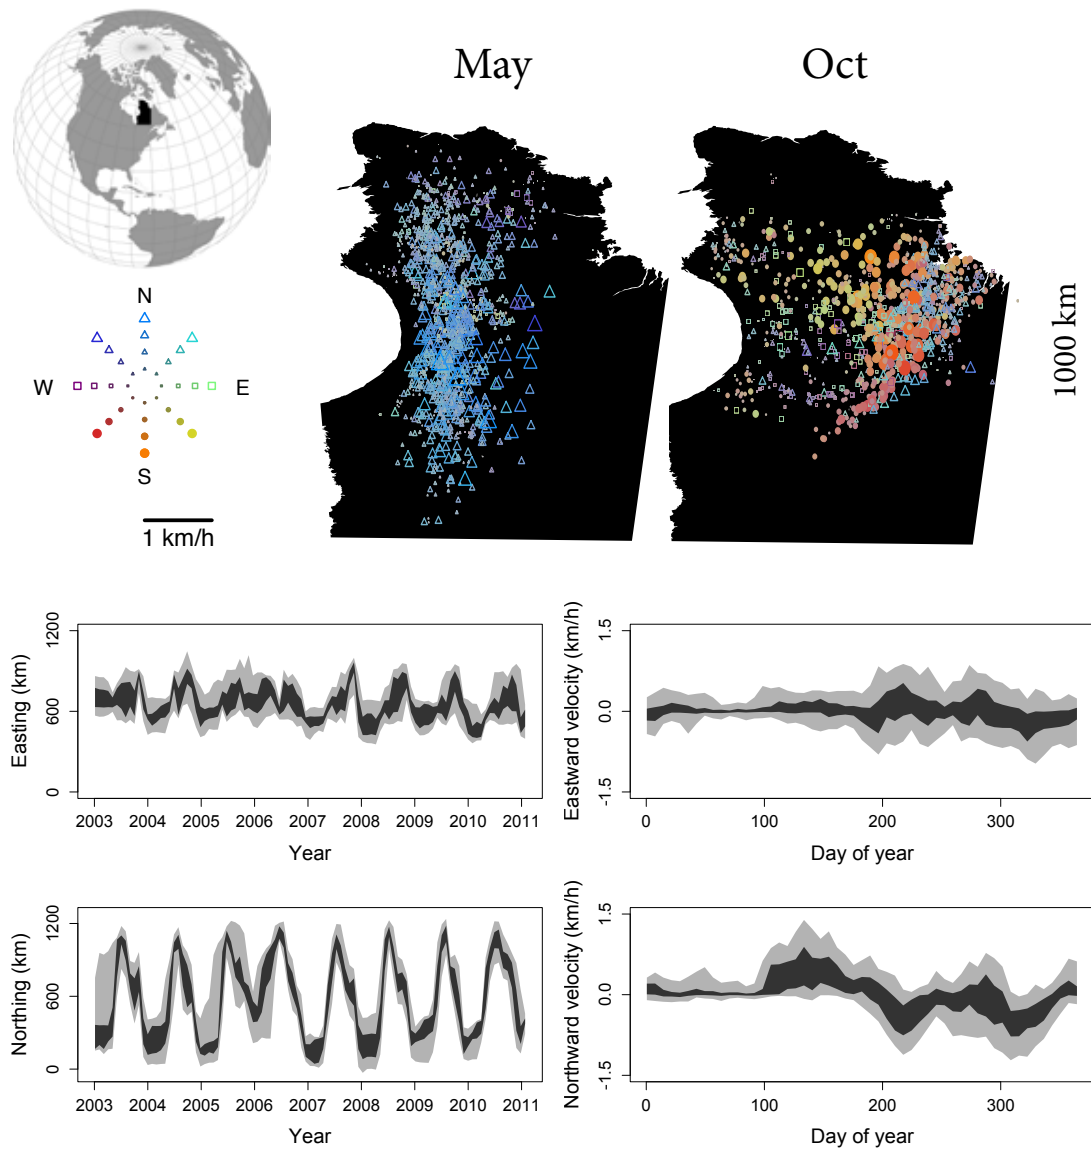 May
Oct
N
W
E
S
1 km/h
1000 km
Easting (km)
1200
600
0
2003 2004 2005 2006 2007 2008 2009 2010 2011
Year
Eastward velocity (km/h)
1.5
0.0
-1.5
0 100 200 300
Day of year
Northing (km)
1200
600
0
2003 2004 2005 2006 2007 2008 2009 2010 2011
Year
Northward velocity (km/h)
1.5
0.0
-1.5
0 100 200 300
Day of year